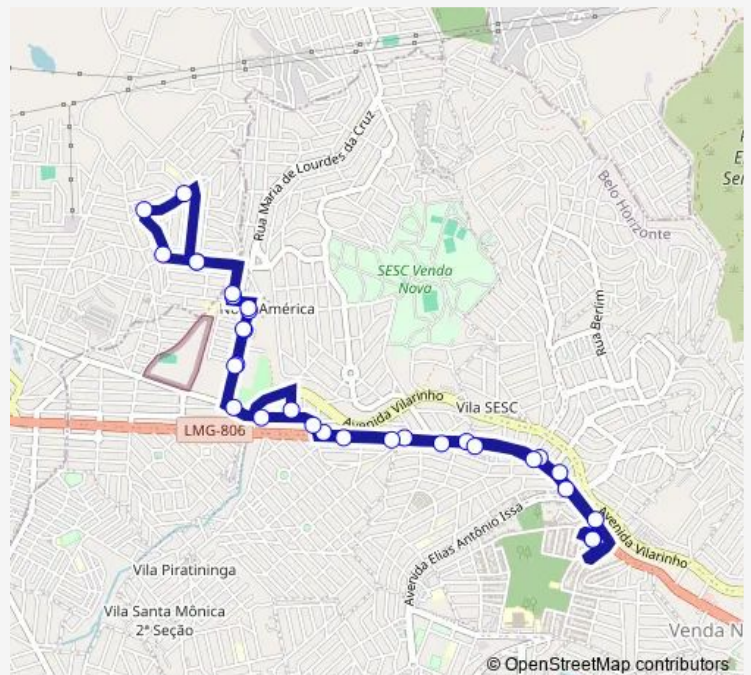 Rua Maria de Lourdes da Cruz
Belo Horizonte
SESC Venda
Nova
América
Rua Berlim
Avenida Vilarinho
Vila SESC
LMG-806
Avenida Elias Antônio Issa
Avenida Vilarinho
Vila Piratininga
Vila Santa Mônica
2ª Seção
Venda N
© OpenStreetMap contributors